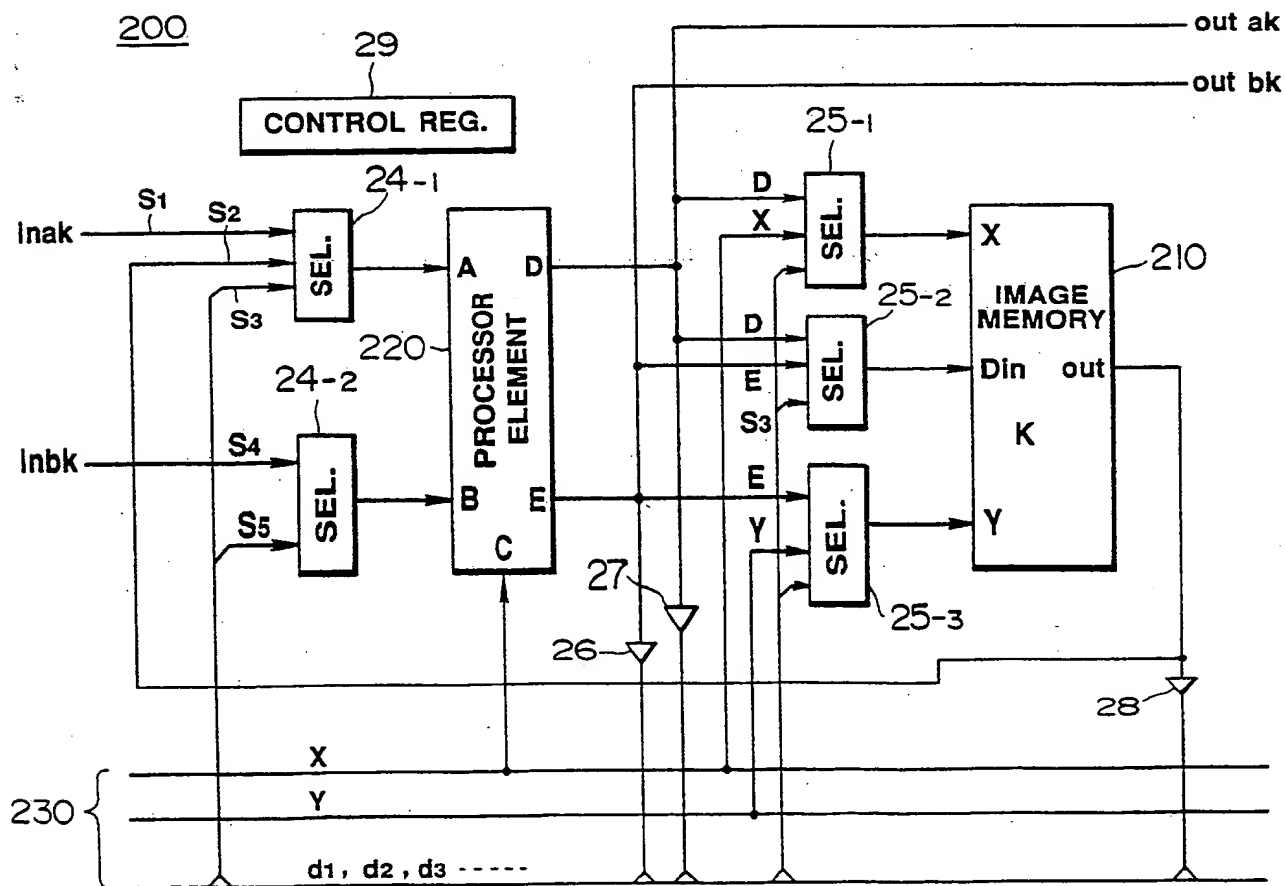 200
29
CONTROL REG.
out ak
out bk
24-1
25-1
Inak
S1
S2
S3
SEL.
A
D
220
PROCESSOR ELEMENT
D
X
SEL.
X
210
IMAGE MEMORY
25-2
D
E
S3
SEL.
Din
out
K
24-2
Inbk
S4
S5
SEL.
B
E
C
E
Y
SEL.
Y
25-3
27
26
28
230
X
Y
d1, d2, d3 -----